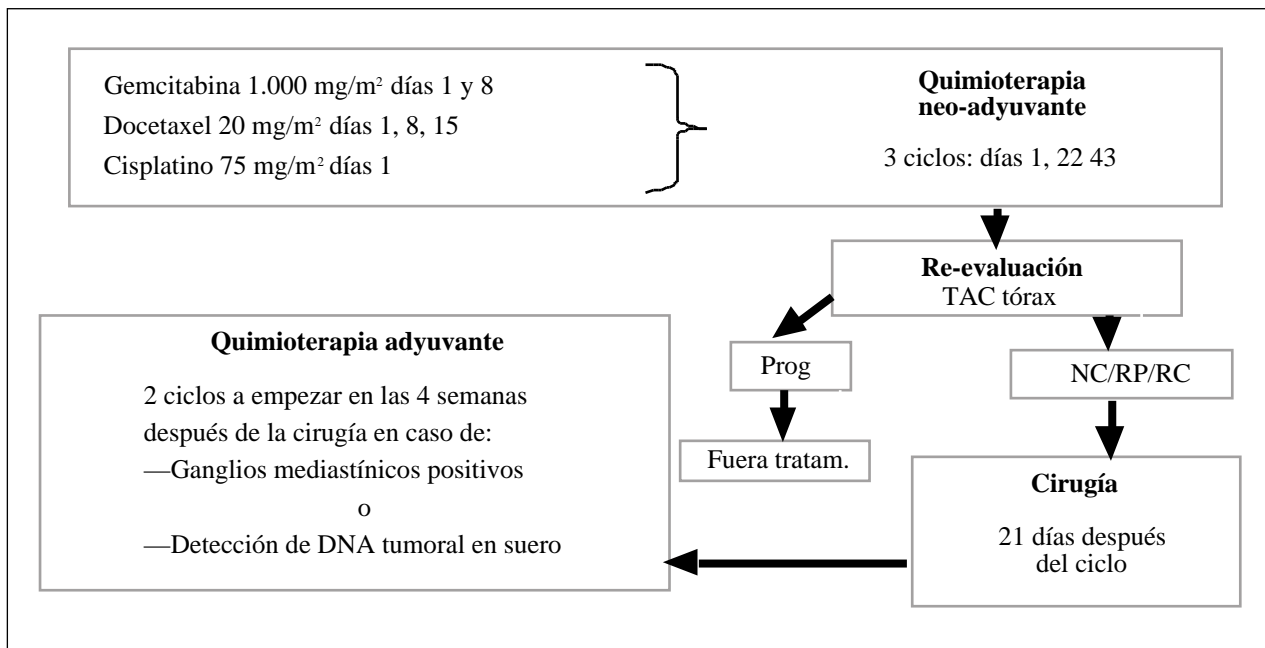 Gemcitabina 1.000 mg/m² días 1 y 8
Docetaxel 20 mg/m² días 1, 8, 15
Cisplatino 75 mg/m² días 1
Quimioterapia
neo-adyuvante
3 ciclos: días 1, 22 43
Re-evaluación
TAC tórax
Prog
NC/RP/RC
Fuera tratam.
Cirugía
21 días después
del ciclo
Quimioterapia adyuvante
2 ciclos a empezar en las 4 semanas
después de la cirugía en caso de:
—Ganglios mediastínicos positivos
o
—Detección de DNA tumoral en suero